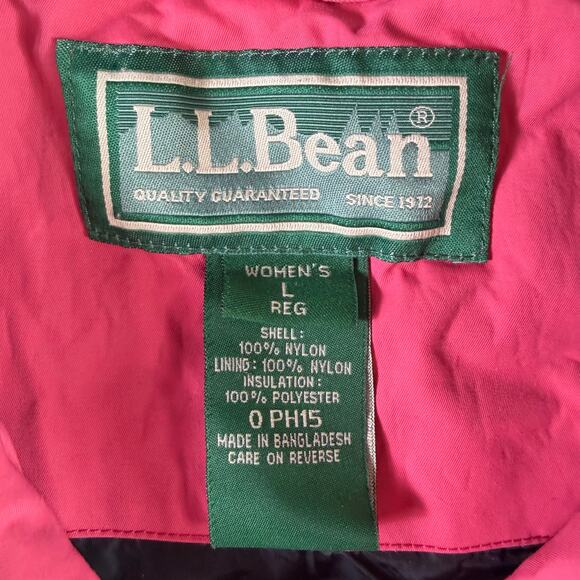 L.L.Bean®
QUALITY GUARANTEED SINCE 1912
WOMEN'S
L
REG
SHELL:
100% NYLON
LINING: 100% NYLON
INSULATION:
100% POLYESTER
0 PH15
MADE IN BANGLADESH
CARE ON REVERSE